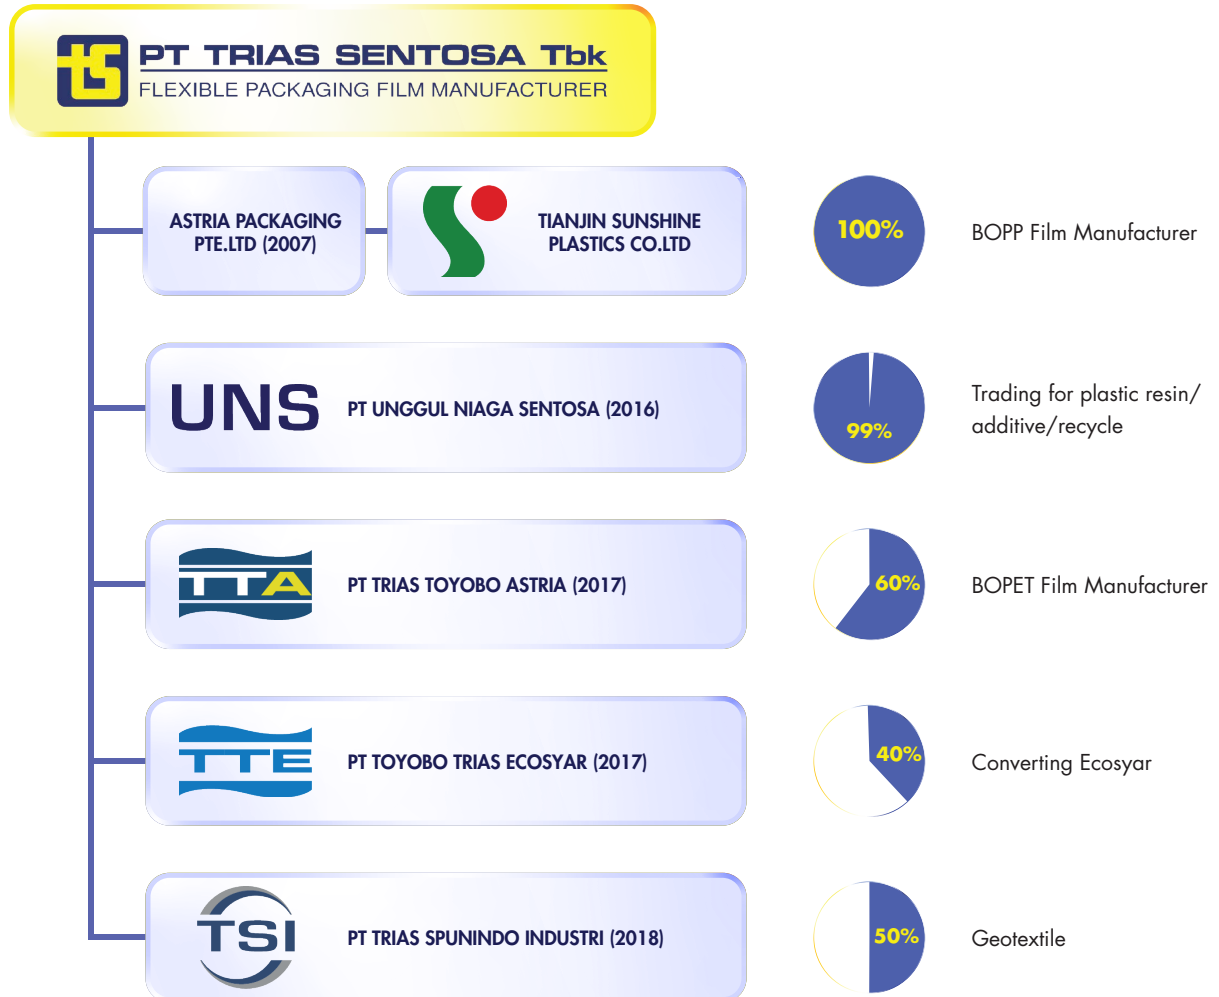 ts PT TRIAS SENTOSA Tbk
FLEXIBLE PACKAGING FILM MANUFACTURER
ASTRIA PACKAGING
PTE.LTD (2007)
TIANJIN SUNSHINE
PLASTICS CO.LTD
100%
BOPP Film Manufacturer
UNS
PT UNGGUL NIAGA SENTOSA (2016)
99%
Trading for plastic resin/
additive/recycle
TTA
PT TRIAS TOYOBO ASTRIA (2017)
60%
BOPET Film Manufacturer
TTE
PT TOYOBO TRIAS ECOSYAR (2017)
40%
Converting Ecosyar
TSI
PT TRIAS SPUNINDO INDUSTRI (2018)
50%
Geotextile